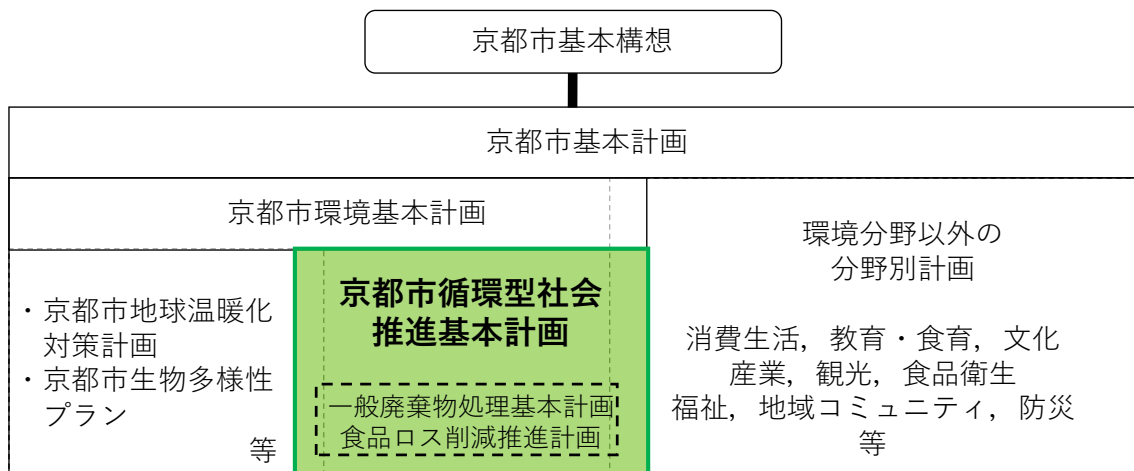 京都市基本構想
京都市基本計画
京都市環境基本計画
・京都市地球温暖化
対策計画
・京都市生物多様性
プラン
等
京都市循環型社会
推進基本計画
一般廃棄物処理基本計画
食品ロス削減推進計画
環境分野以外の
分野別計画
消費生活，教育・食育，文化
産業，観光，食品衛生
福祉，地域コミュニティ，防災
等